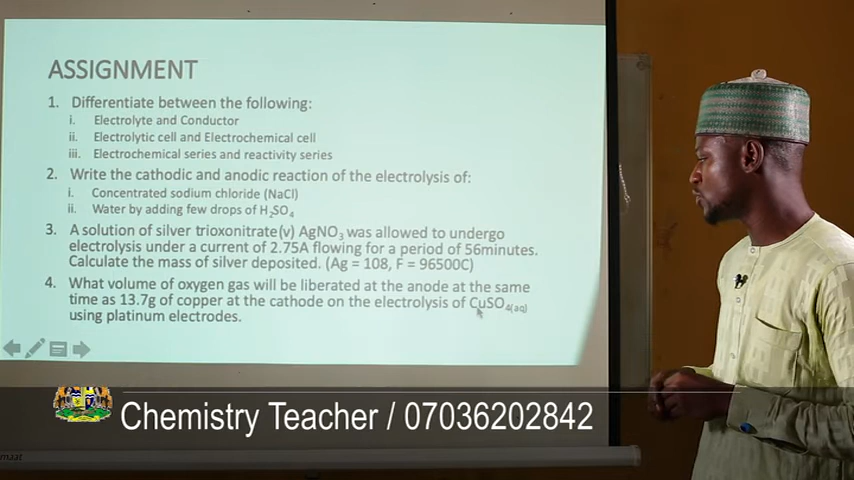 ASSIGNMENT
1. Differentiate between the following:
i. Electrolyte and Conductor
ii. Electrolytic cell and Electrochemical cell
iii. Electrochemical series and reactivity series
2. Write the cathodic and anodic reaction of the electrolysis of:
i. Concentrated sodium chloride (NaCl)
ii. Water by adding few drops of H₂SO₄
3. A solution of silver trioxonitrate(v) AgNO₃ was allowed to undergo
electrolysis under a current of 2.75A flowing for a period of 56minutes.
Calculate the mass of silver deposited. (Ag = 108, F = 96500C)
4. What volume of oxygen gas will be liberated at the anode at the same
time as 13.7g of copper at the cathode on the electrolysis of CuSO₄(aq)
using platinum electrodes.
Chemistry Teacher / 07036202842